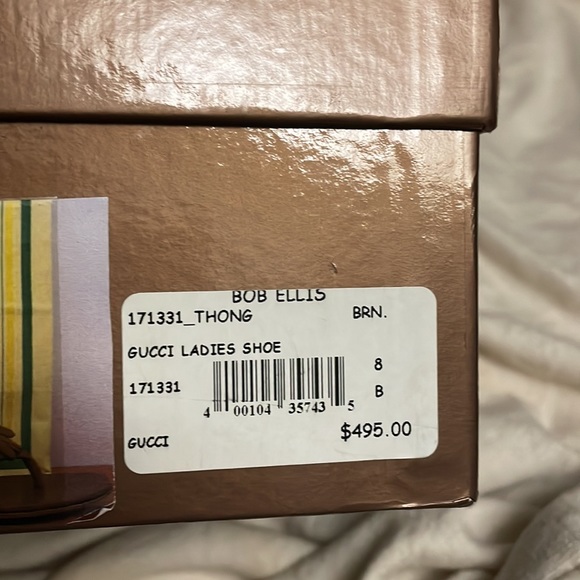 BOB ELLIS
171331_THONG BRN.
GUCCI LADIES SHOE
8
171331
B
4 00104 35743 5
GUCCI $495.00